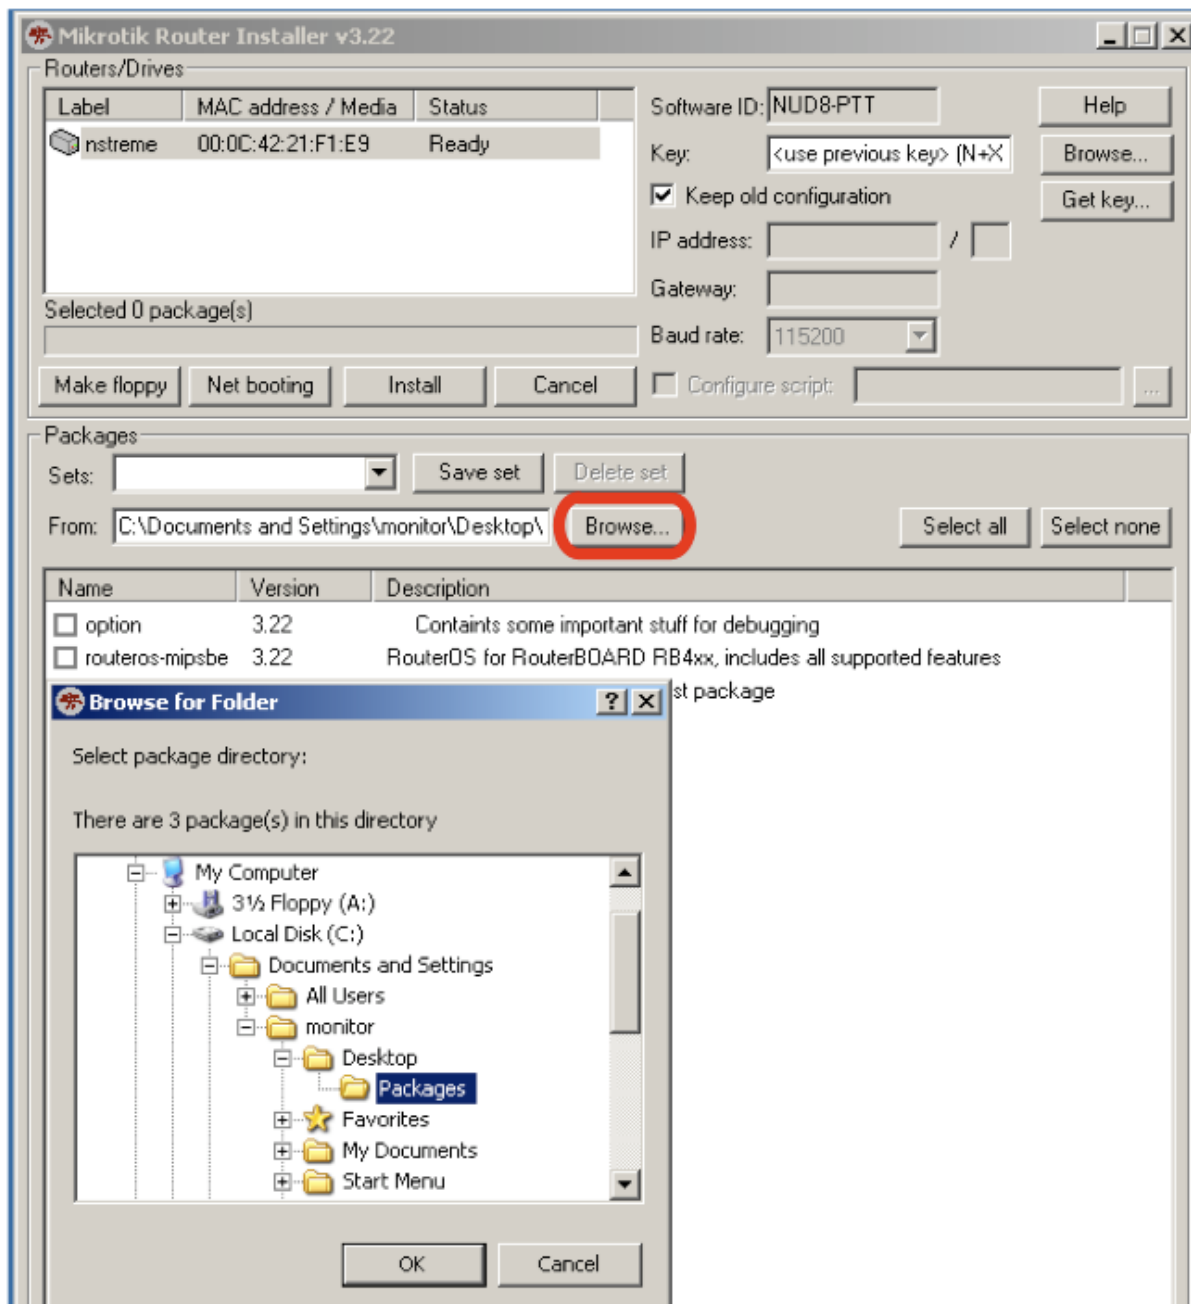 Mikrotik Router Installer v3.22
Routers/Drives
Label MAC address / Media Status
nstreme 00:0C:42:21:F1:E9 Ready
Selected 0 package(s)
Software ID: NUD8-PTT Help
Key: <use previous key> (N+X Browse...
Keep old configuration Get key...
IP address: /
Gateway:
Baud rate: 115200
Make floppy Net booting Install Cancel Configure script: ...
Packages
Sets: Save set Delete set
From: C:\Documents and Settings\monitor\Desktop\ Browse... Select all Select none
Name Version Description
option 3.22 Containts some important stuff for debugging
routeros-mipsbe 3.22 RouterOS for RouterBOARD RB4xx, includes all supported features
st package
Browse for Folder
Select package directory:
There are 3 package(s) in this directory
My Computer
3½ Floppy (A:)
Local Disk (C:)
Documents and Settings
All Users
monitor
Desktop
Packages
Favorites
My Documents
Start Menu
OK Cancel